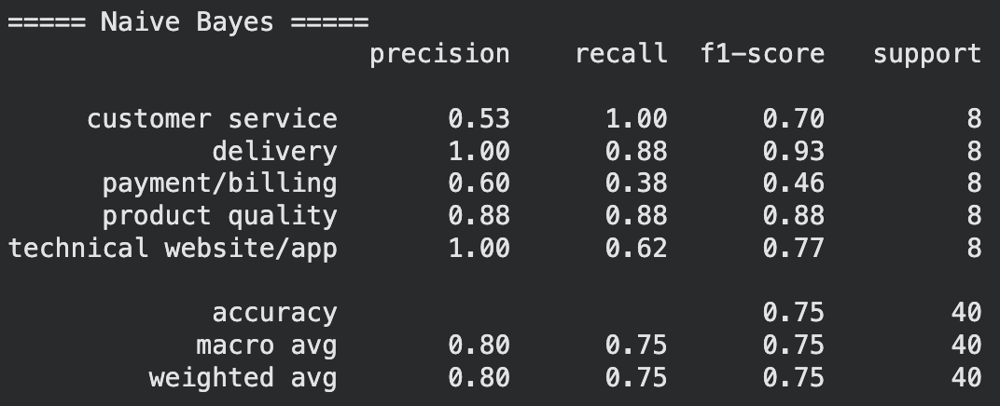 ===== Naive Bayes =====
precision recall f1-score support
customer service 0.53 1.00 0.70 8
delivery 1.00 0.88 0.93 8
payment/billing 0.60 0.38 0.46 8
product quality 0.88 0.88 0.88 8
technical website/app 1.00 0.62 0.77 8
accuracy 0.75 40
macro avg 0.80 0.75 0.75 40
weighted avg 0.80 0.75 0.75 40